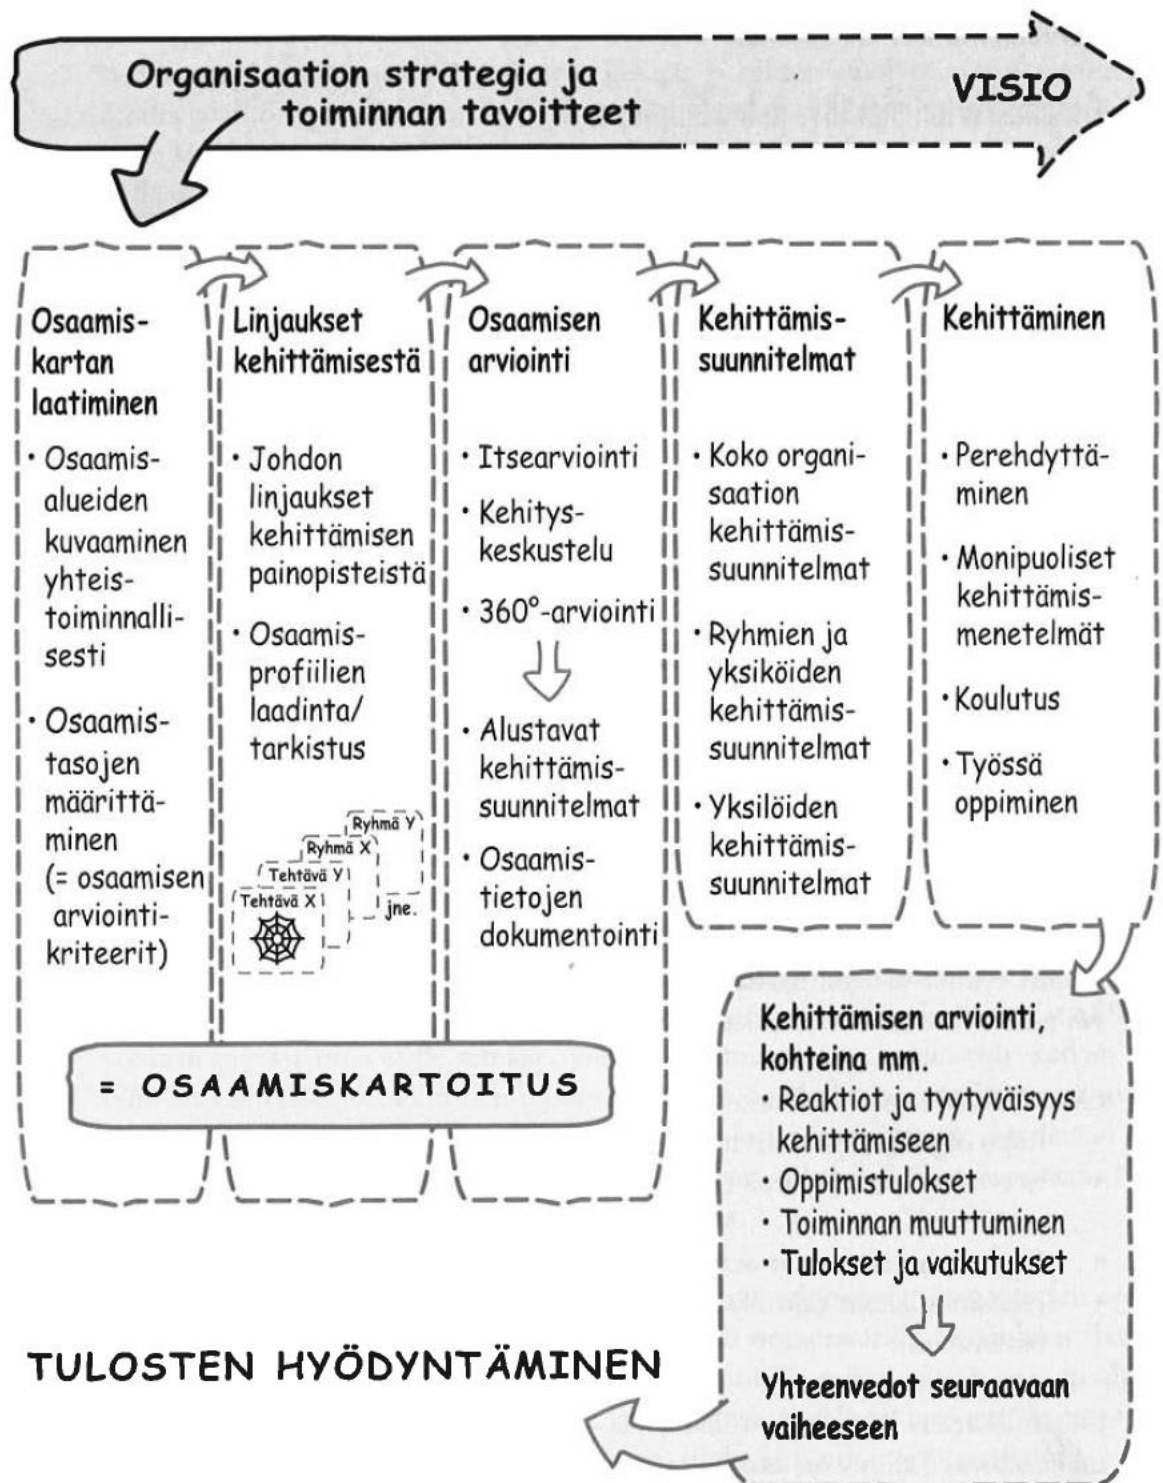 Organisaation strategia ja
toiminnan tavoitteet
VISIO
Osaamis-
kartan
laatiminen
• Osaamis-
alueiden
kuvaaminen
yhteis-
toiminnalli-
sesti
• Osaamis-
tasojen
määrittä-
minen
(= osaamisen
arviointi-
kriteerit)
Linjaukset
kehittämisestä
• Johdon
linjaukset
kehittämisen
painopisteistä
• Osaamis-
profiilien
laadinta/
tarkistus
Ryhmä Y
Ryhmä X
Tehtävä Y
Tehtävä X
jne.
Osaamisen
arviointi
• Itsearviointi
• Kehitys-
keskustelu
• 360°-arviointi
• Alustavat
kehittämis-
suunnitelmat
• Osaamis-
tietojen
dokumentointi
= OSAAMISKARTOITUS
Kehittämis-
suunnitelmat
• Koko organi-
saation
kehittämis-
suunnitelmat
• Ryhmien ja
yksiköiden
kehittämis-
suunnitelmat
• Yksilöiden
kehittämis-
suunnitelmat
Kehittäminen
• Perehdyttä-
minen
• Monipuoliset
kehittämis-
menetelmät
• Koulutus
• Työssä
oppiminen
Kehittämisen arviointi,
kohteina mm.
• Reaktiot ja tyytyväisyys
kehittämiseen
• Oppimistulokset
• Toiminnan muuttuminen
• Tulokset ja vaikutukset
Yhteenvedot seuraavaan
vaiheeseen
TULOSTEN HYÖDYNTÄMINEN